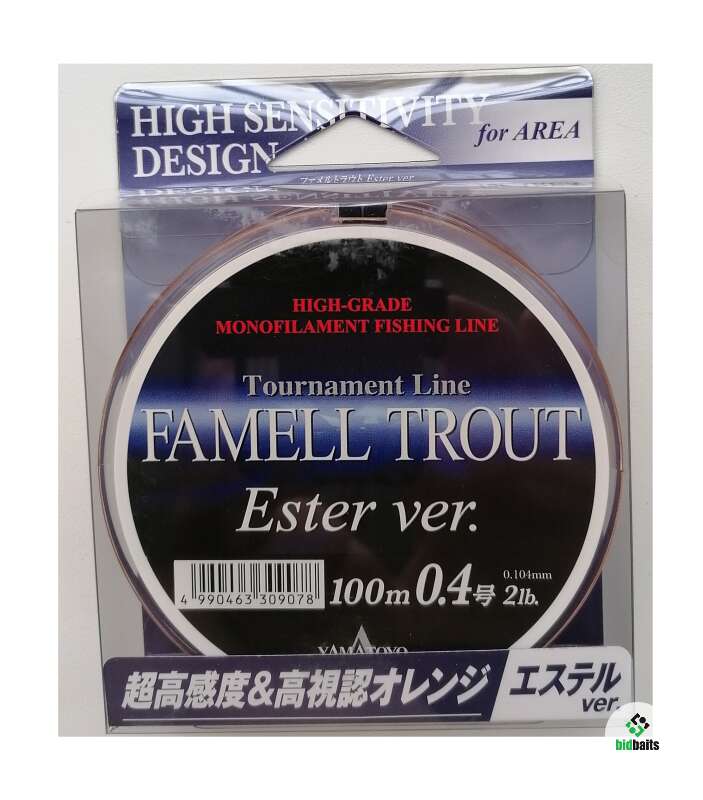 HIGH SENSITIVITY
DESIGN
for AREA
ファメルトラウト Ester ver.
HIGH-GRADE
MONOFILAMENT FISHING LINE
Tournament Line
FAMELL TROUT
Ester ver.
4 990463 309078
100m 0.4号 0.104mm 2lb.
YAMATOYO
超高感度&高視認オレンジ
エステル
ver.
bidbaits